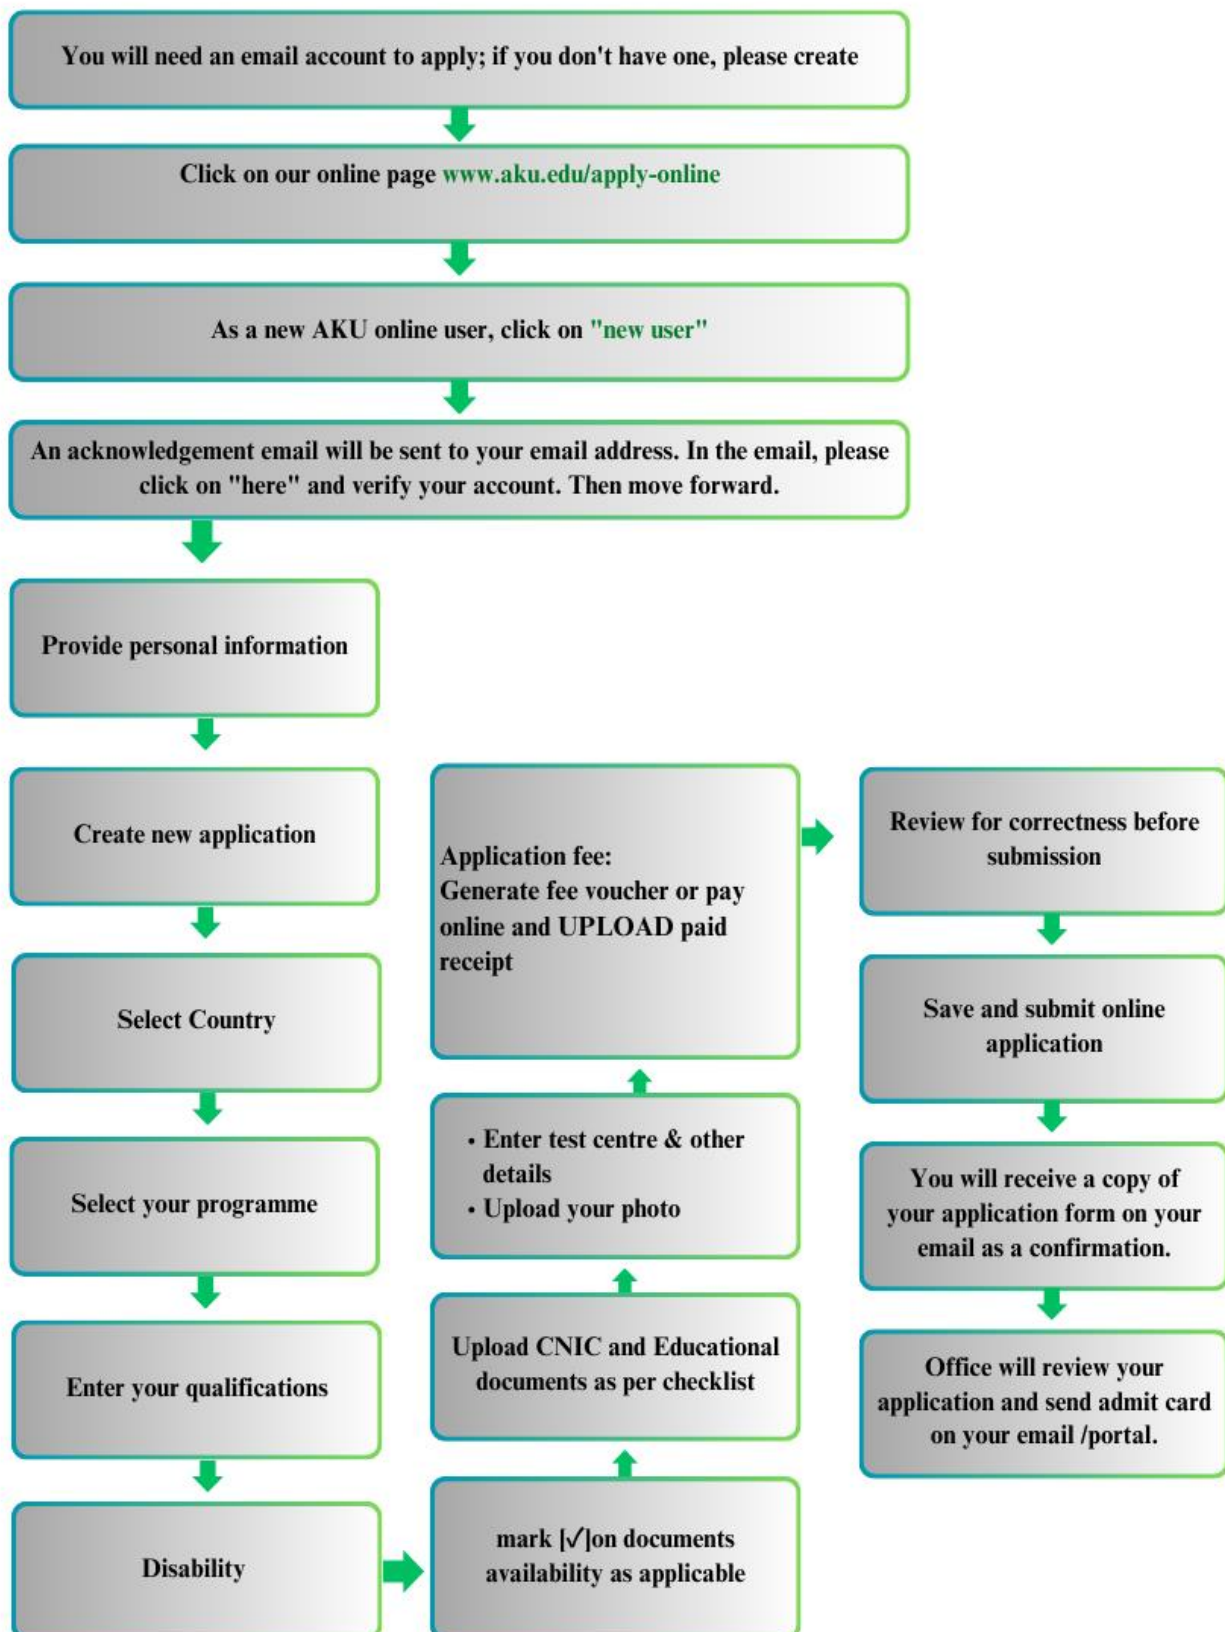 You will need an email account to apply; if you don't have one, please create
Click on our online page www.aku.edu/apply-online
As a new AKU online user, click on "new user"
An acknowledgement email will be sent to your email address. In the email, please
click on "here" and verify your account. Then move forward.
Provide personal information
Create new application
Select Country
Select your programme
Enter your qualifications
Disability
mark [✓]on documents
availability as applicable
Upload CNIC and Educational
documents as per checklist
• Enter test centre & other
details
• Upload your photo
Application fee:
Generate fee voucher or pay
online and UPLOAD paid
receipt
Review for correctness before
submission
Save and submit online
application
You will receive a copy of
your application form on your
email as a confirmation.
Office will review your
application and send admit card
on your email /portal.